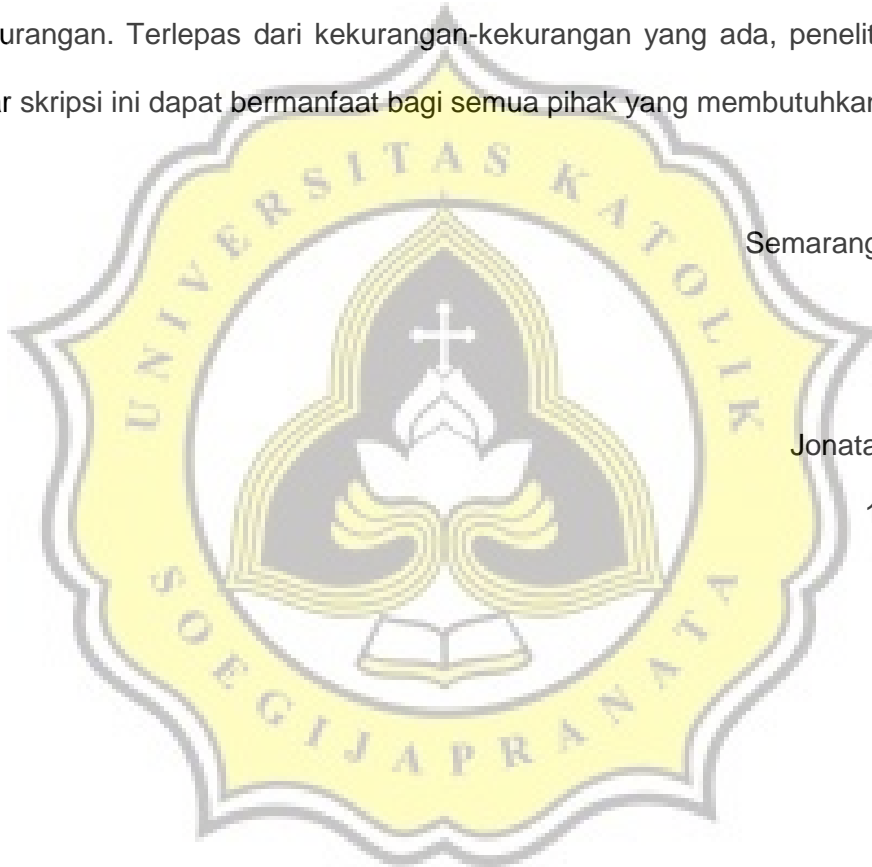 urangan. Terlepas dari kekurangan-kekurangan yang ada, penelit
ar skripsi ini dapat bermanfaat bagi semua pihak yang membutuhkan
UNIVERSITAS KATOLIK
Semarang
Jonata
SOEGIJAPRANATA